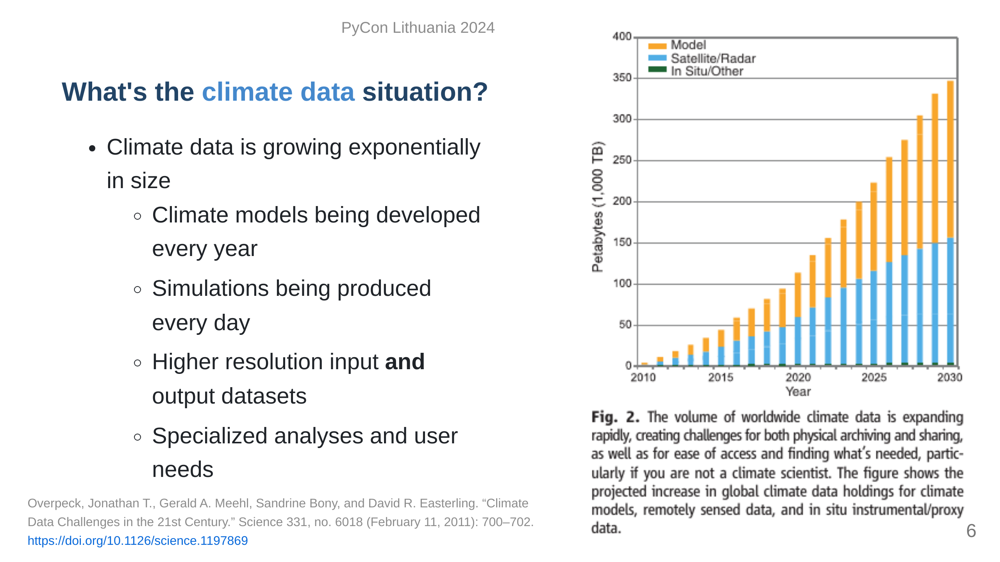 PyCon Lithuania 2024
What's the climate data situation?
• Climate data is growing exponentially
in size
◦ Climate models being developed
every year
◦ Simulations being produced
every day
◦ Higher resolution input and
output datasets
◦ Specialized analyses and user
needs
Overpeck, Jonathan T., Gerald A. Meehl, Sandrine Bony, and David R. Easterling. “Climate
Data Challenges in the 21st Century.” Science 331, no. 6018 (February 11, 2011): 700–702.
https://doi.org/10.1126/science.1197869
Model
Satellite/Radar
In Situ/Other
Petabytes (1,000 TB)
400
350
300
250
200
150
100
50
0
2010 2015 2020 2025 2030
Year
Fig. 2. The volume of worldwide climate data is expanding
rapidly, creating challenges for both physical archiving and sharing,
as well as for ease of access and finding what’s needed, partic-
ularly if you are not a climate scientist. The figure shows the
projected increase in global climate data holdings for climate
models, remotely sensed data, and in situ instrumental/proxy
data.
6